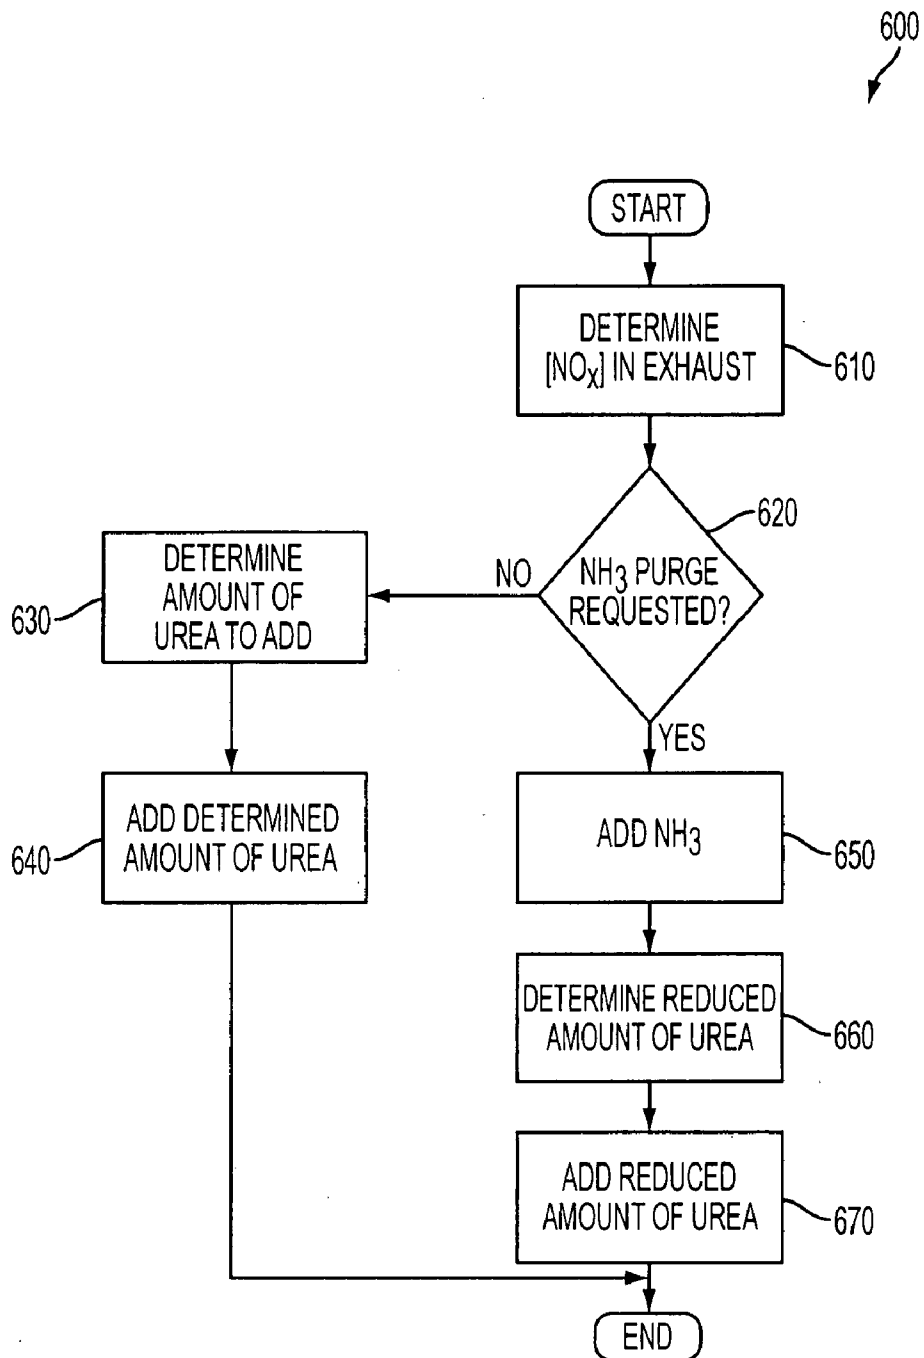 600
START
DETERMINE
[NOX] IN EXHAUST
610
620
NH3 PURGE
REQUESTED?
NO
YES
DETERMINE
AMOUNT OF
UREA TO ADD
630
ADD DETERMINED
AMOUNT OF UREA
640
ADD NH3
650
DETERMINE REDUCED
AMOUNT OF UREA
660
ADD REDUCED
AMOUNT OF UREA
670
END